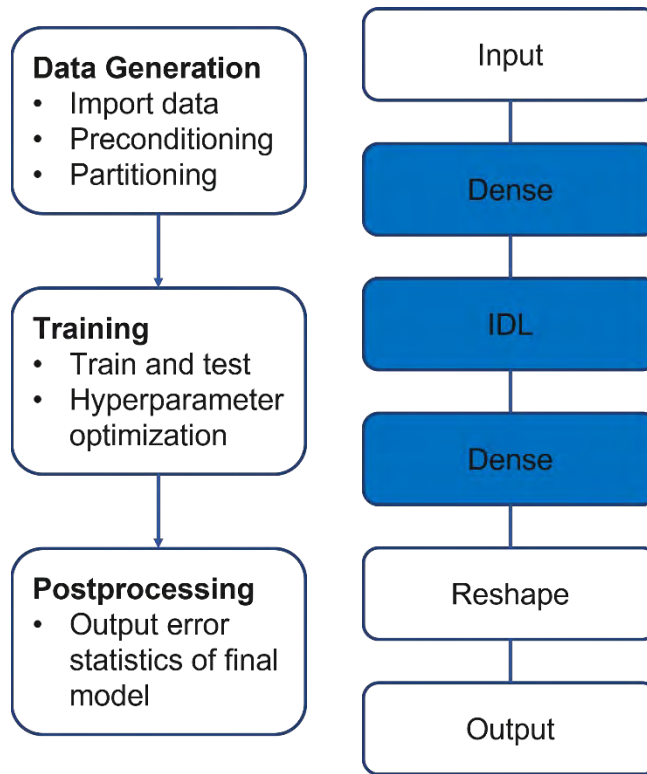 Data Generation
• Import data
• Preconditioning
• Partitioning
Training
• Train and test
• Hyperparameter
optimization
Postprocessing
• Output error
statistics of final
model
Input
Dense
IDL
Dense
Reshape
Output